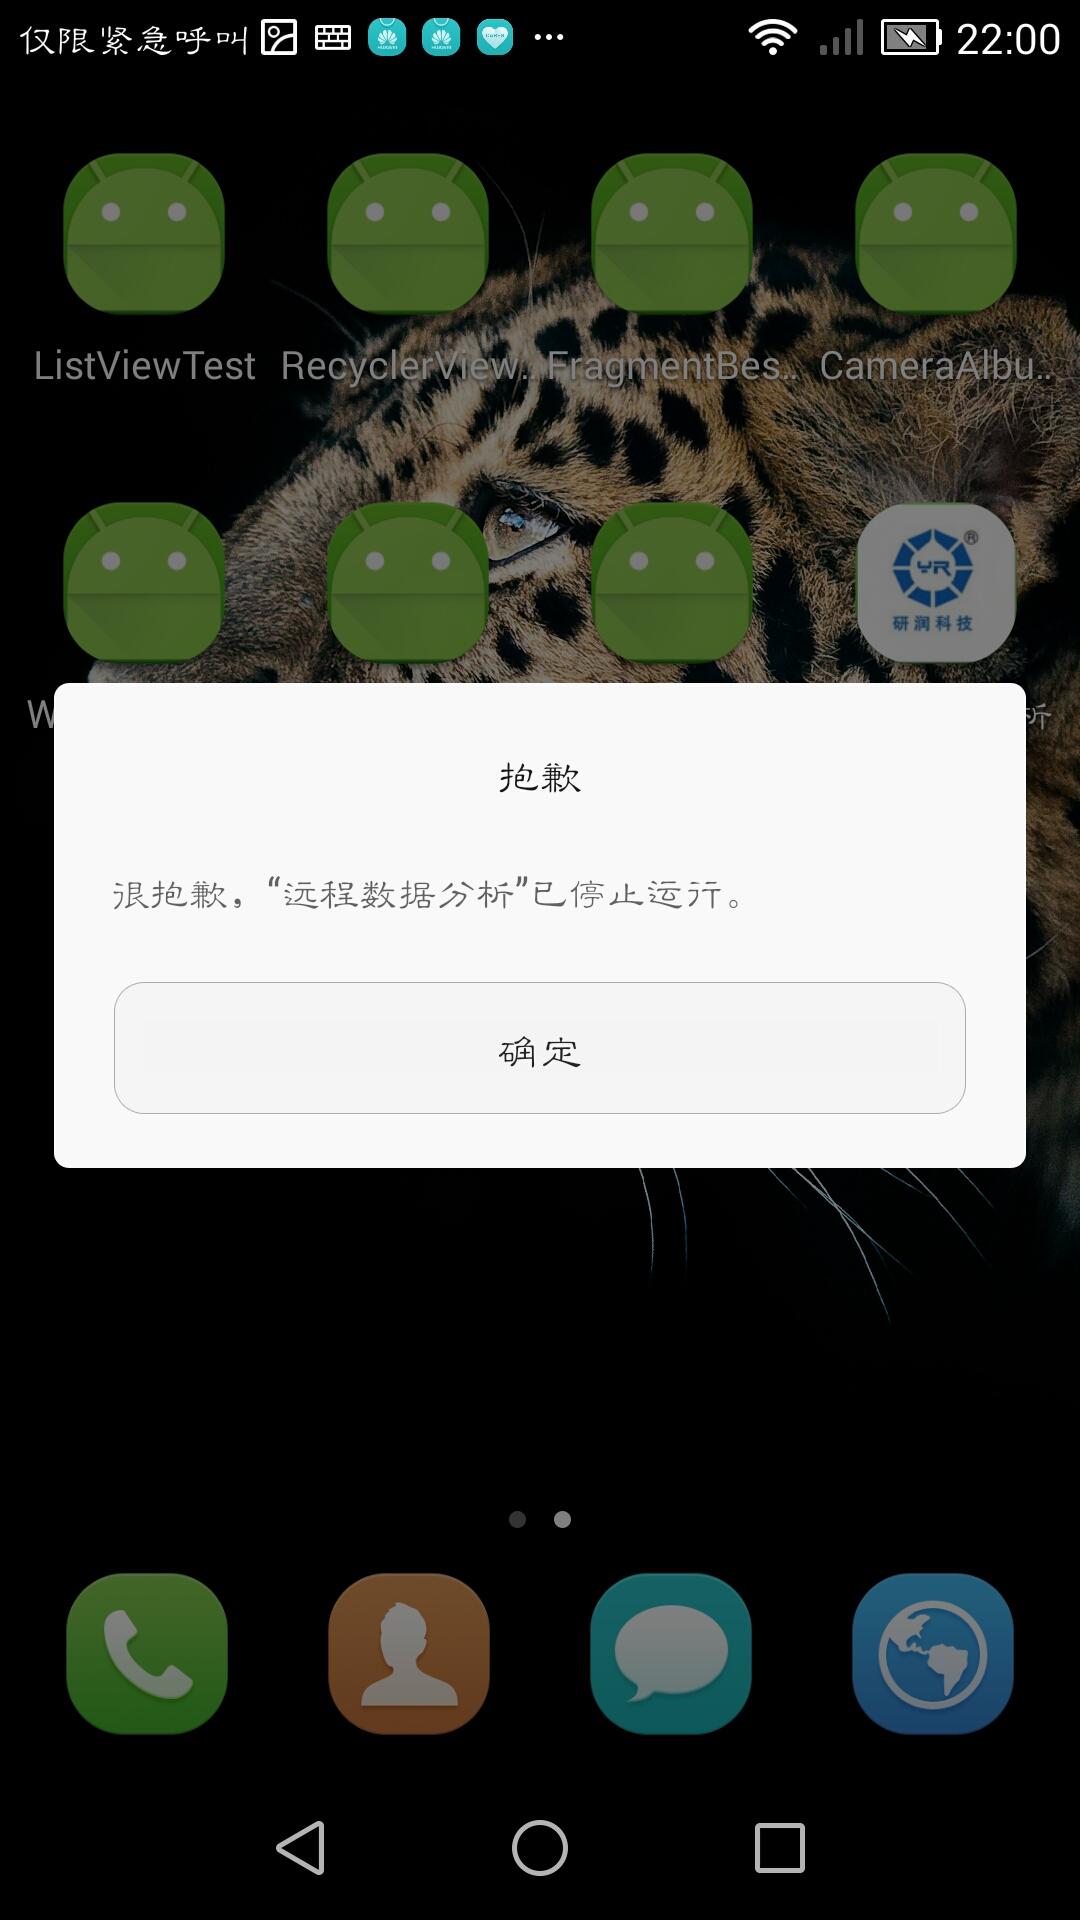 仅限紧急呼叫
22:00
ListViewTest
RecyclerView..
FragmentBes..
CameraAlbu..
YR
®
研润科技
W
析
抱歉
很抱歉，“远程数据分析”已停止运行。
确定